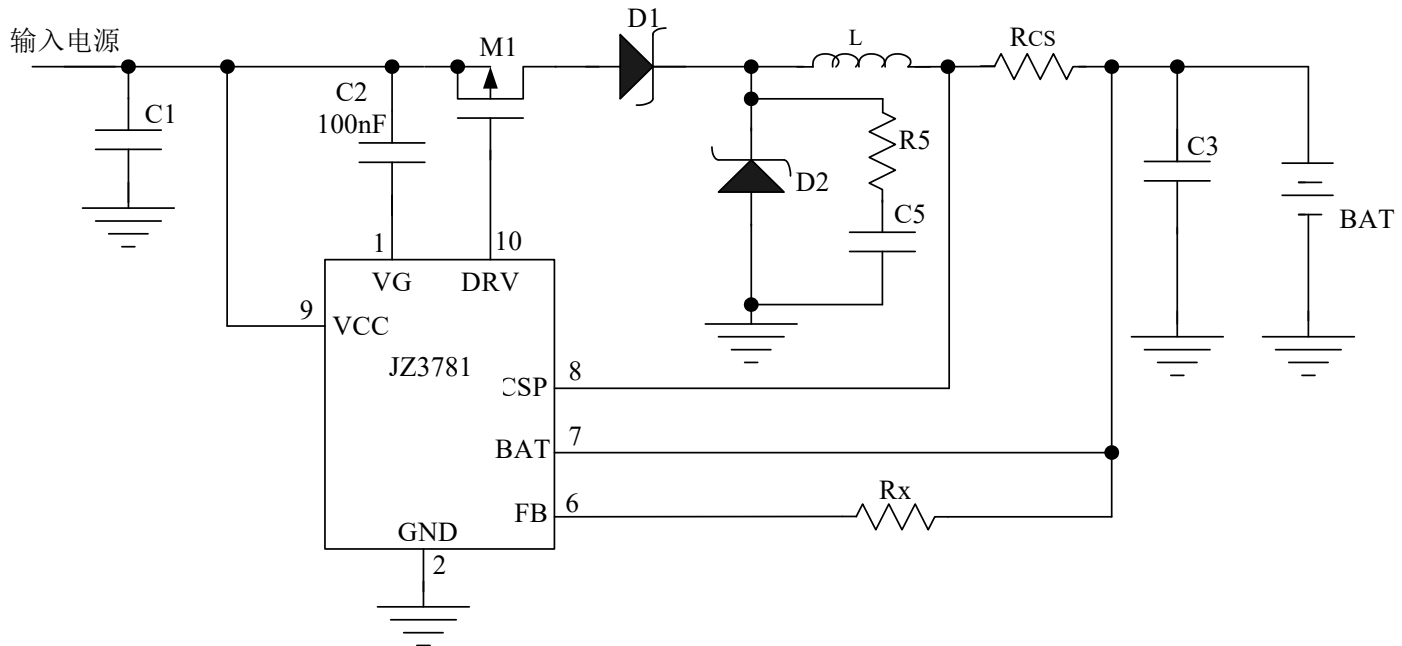 输入电源
D1
M1
L
RCS
C1
C2
100nF
R5
C3
D2
C5
BAT
1
10
VG
DRV
9
VCC
JZ3781
8
CSP
7
BAT
Rx
6
FB
GND
2